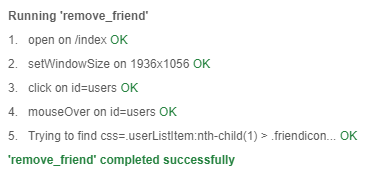 Running 'remove_friend'
1. open on /index OK
2. setWindowSize on 1936x1056 OK
3. click on id=users OK
4. mouseOver on id=users OK
5. Trying to find css=.userListItem:nth-child(1) > .friendicon... OK
'remove_friend' completed successfully